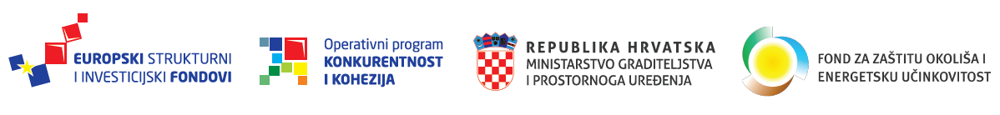 EUROPSKI STRUKTURNI
I INVESTICIJSKI FONDOVI
Operativni program
KONKURENTNOST
I KOHEZIJA
REPUBLIKA HRVATSKA
MINISTARSTVO GRADITELJSTVA
I PROSTORNOGA UREĐENJA
FOND ZA ZAŠTITU OKOLIŠA I
ENERGETSKU UČINKOVITOST